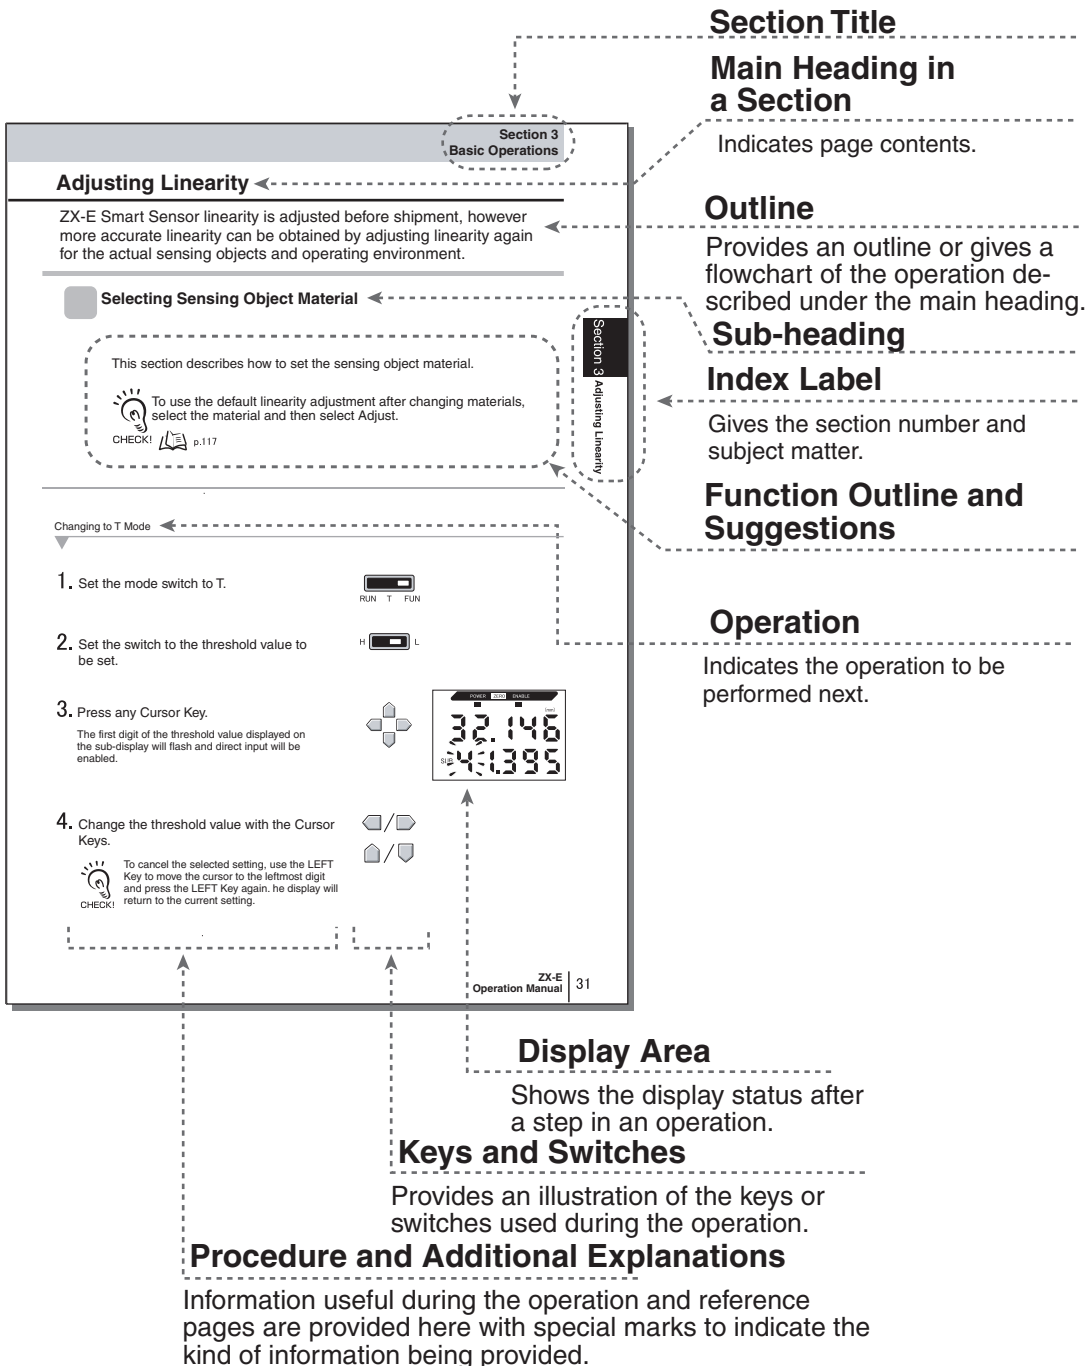 Section Title
Main Heading in
a Section
Indicates page contents.
Section 3
Basic Operations
Adjusting Linearity
ZX-E Smart Sensor linearity is adjusted before shipment, however
more accurate linearity can be obtained by adjusting linearity again
for the actual sensing objects and operating environment.
Outline
Provides an outline or gives a
flowchart of the operation de-
scribed under the main heading.
Selecting Sensing Object Material
Sub-heading
This section describes how to set the sensing object material.
To use the default linearity adjustment after changing materials,
select the material and then select Adjust.
CHECK! p.117
Section 3 Adjusting Linearity
Index Label
Gives the section number and
subject matter.
Function Outline and
Suggestions
Changing to T Mode
1. Set the mode switch to T.
RUN T FUN
2. Set the switch to the threshold value to
be set.
H L
Operation
Indicates the operation to be
performed next.
3. Press any Cursor Key.
The first digit of the threshold value displayed on
the sub-display will flash and direct input will be
enabled.
POWER ZERO ENABLE
(mm)
32.146
SUB 41.395
4. Change the threshold value with the Cursor
Keys.
/
/
To cancel the selected setting, use the LEFT
Key to move the cursor to the leftmost digit
and press the LEFT Key again. he display will
return to the current setting.
CHECK!
ZX-E
Operation Manual 31
Display Area
Shows the display status after
a step in an operation.
Keys and Switches
Provides an illustration of the keys or
switches used during the operation.
Procedure and Additional Explanations
Information useful during the operation and reference
pages are provided here with special marks to indicate the
kind of information being provided.